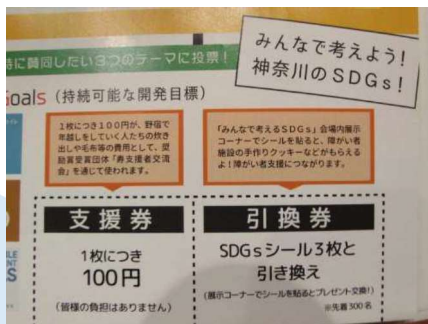 みんなで考えよう!
神奈川のSDGs!
に賛同したい3つのテーマに投票!
Goals (持続可能な開発目標)
1枚につき100円が、野宿で
年越しをしていく人たちの炊き
出しや毛布等の費用として、奨
励賞受賞団体「寿支援者交流
会」を通じて使われます。
「みんなで考えるSDGs」会場内展示
コーナーでシールを貼ると、障がい者
施設の手作りクッキーなどがもらえる
よ!障がい者支援につながります。
支援券
1枚につき
100円
(皆様の負担はありません)
引換券
SDGsシール3枚と
引き換え
(展示コーナーでシールを貼るとプレゼント交換!)
※先着300名